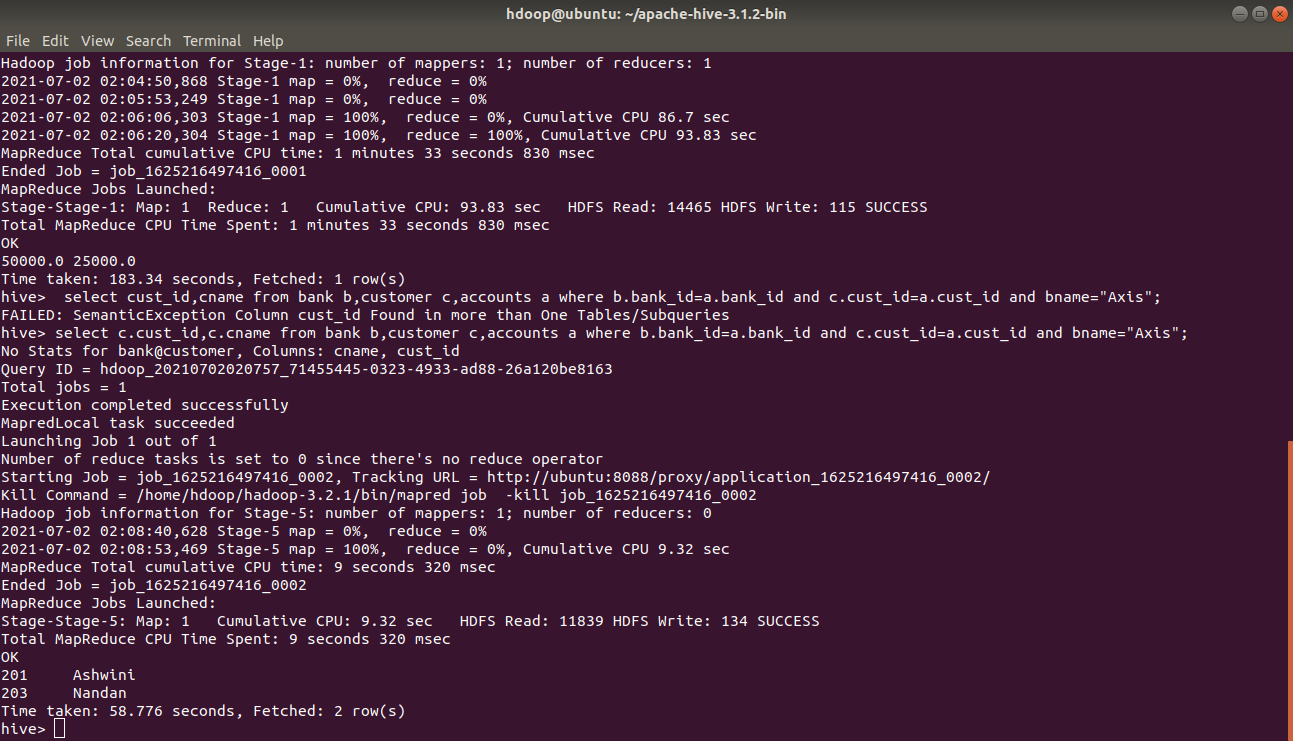 hdoop@ubuntu: ~/apache-hive-3.1.2-bin
File Edit View Search Terminal Help
Hadoop job information for Stage-1: number of mappers: 1; number of reducers: 1
2021-07-02 02:04:50,868 Stage-1 map = 0%,  reduce = 0%
2021-07-02 02:05:53,249 Stage-1 map = 0%,  reduce = 0%
2021-07-02 02:06:06,303 Stage-1 map = 100%,  reduce = 0%, Cumulative CPU 86.7 sec
2021-07-02 02:06:20,304 Stage-1 map = 100%,  reduce = 100%, Cumulative CPU 93.83 sec
MapReduce Total cumulative CPU time: 1 minutes 33 seconds 830 msec
Ended Job = job_1625216497416_0001
MapReduce Jobs Launched:
Stage-Stage-1: Map: 1  Reduce: 1   Cumulative CPU: 93.83 sec   HDFS Read: 14465 HDFS Write: 115 SUCCESS
Total MapReduce CPU Time Spent: 1 minutes 33 seconds 830 msec
OK
50000.0 25000.0
Time taken: 183.34 seconds, Fetched: 1 row(s)
hive>  select cust_id,cname from bank b,customer c,accounts a where b.bank_id=a.bank_id and c.cust_id=a.cust_id and bname="Axis";
FAILED: SemanticException Column cust_id Found in more than One Tables/Subqueries
hive> select c.cust_id,c.cname from bank b,customer c,accounts a where b.bank_id=a.bank_id and c.cust_id=a.cust_id and bname="Axis";
No Stats for bank@customer, Columns: cname, cust_id
Query ID = hdoop_20210702020757_71455445-0323-4933-ad88-26a120be8163
Total jobs = 1
Execution completed successfully
MapredLocal task succeeded
Launching Job 1 out of 1
Number of reduce tasks is set to 0 since there's no reduce operator
Starting Job = job_1625216497416_0002, Tracking URL = http://ubuntu:8088/proxy/application_1625216497416_0002/
Kill Command = /home/hdoop/hadoop-3.2.1/bin/mapred job  -kill job_1625216497416_0002
Hadoop job information for Stage-5: number of mappers: 1; number of reducers: 0
2021-07-02 02:08:40,628 Stage-5 map = 0%,  reduce = 0%
2021-07-02 02:08:53,469 Stage-5 map = 100%,  reduce = 0%, Cumulative CPU 9.32 sec
MapReduce Total cumulative CPU time: 9 seconds 320 msec
Ended Job = job_1625216497416_0002
MapReduce Jobs Launched:
Stage-Stage-5: Map: 1   Cumulative CPU: 9.32 sec   HDFS Read: 11839 HDFS Write: 134 SUCCESS
Total MapReduce CPU Time Spent: 9 seconds 320 msec
OK
201     Ashwini
203     Nandan
Time taken: 58.776 seconds, Fetched: 2 row(s)
hive>